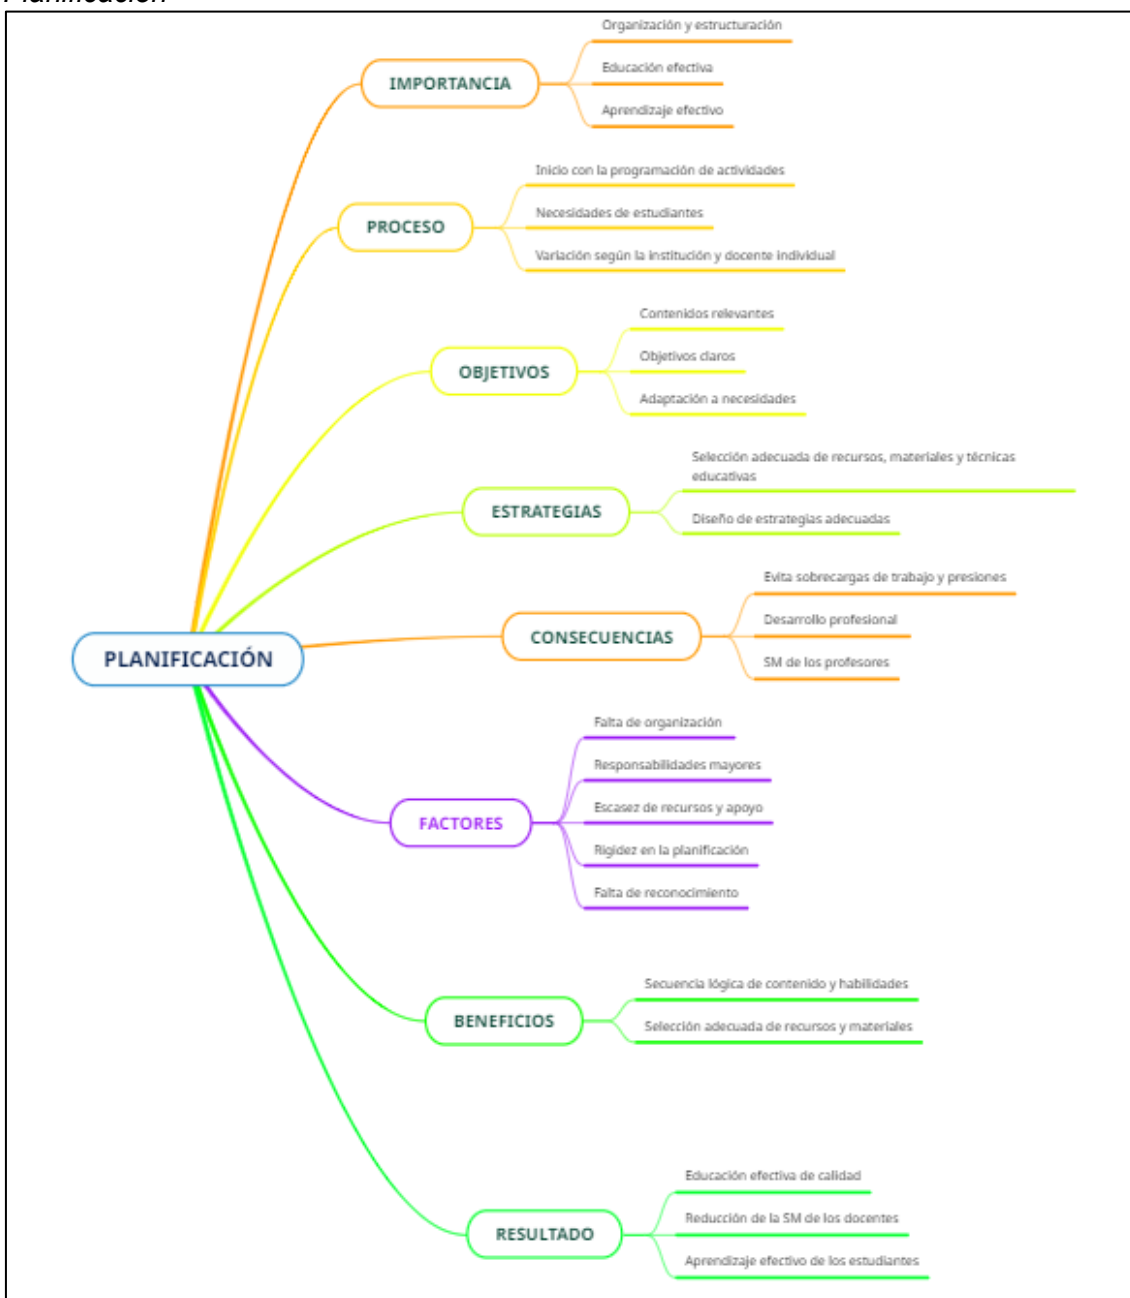 Planificación
Organización y estructuración
IMPORTANCIA
Educación efectiva
Aprendizaje efectivo
Inicio con la programación de actividades
PROCESO
Necesidades de estudiantes
Variación según la institución y docente individual
Contenidos relevantes
OBJETIVOS
Objetivos claros
Adaptación a necesidades
Selección adecuada de recursos, materiales y técnicas
educativas
ESTRATEGIAS
Diseño de estrategias adecuadas
Evita sobrecargas de trabajo y presiones
CONSECUENCIAS
Desarrollo profesional
SM de los profesores
PLANIFICACIÓN
Falta de organización
Responsabilidades mayores
Escasez de recursos y apoyo
FACTORES
Rigidez en la planificación
Falta de reconocimiento
Secuencia lógica de contenido y habilidades
BENEFICIOS
Selección adecuada de recursos y materiales
Educación efectiva de calidad
RESULTADO
Reducción de la SM de los docentes
Aprendizaje efectivo de los estudiantes